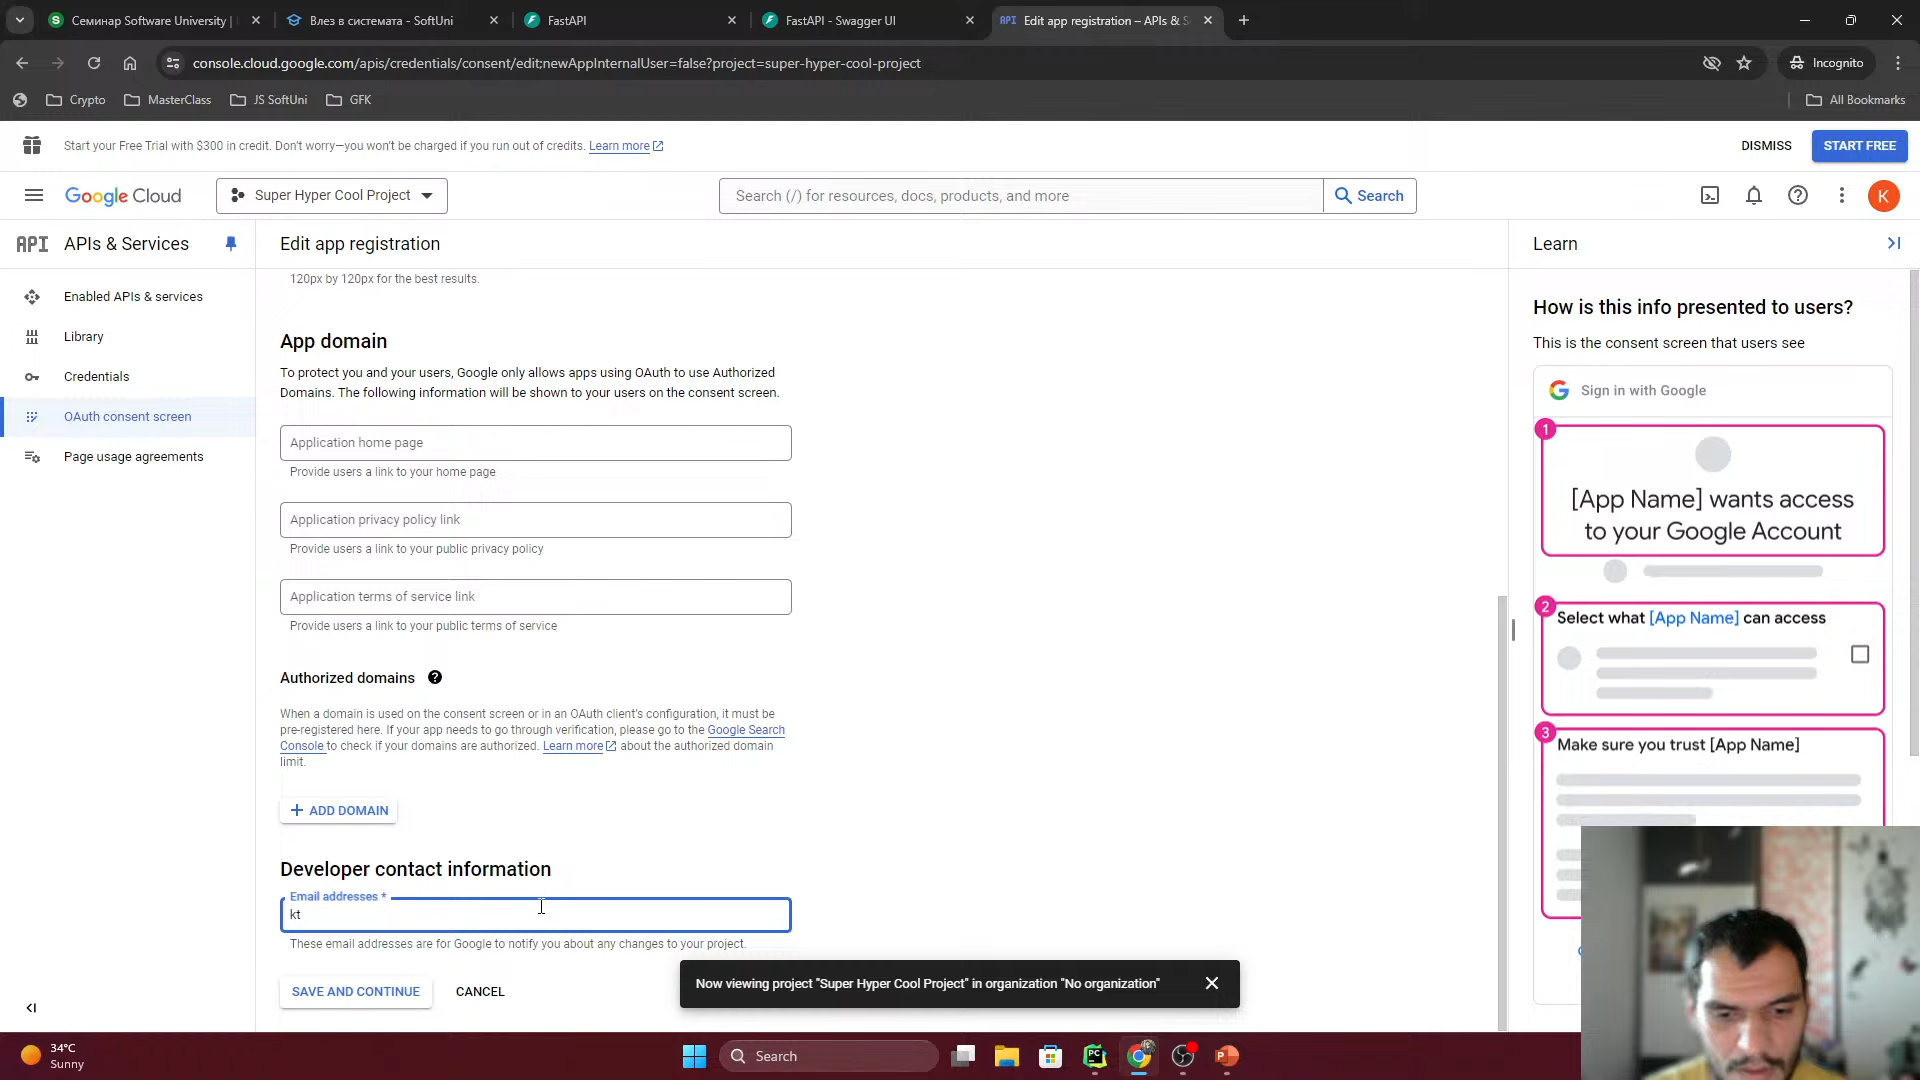 Семинар Software University |
Влез в системата - SoftUni
FastAPI
FastAPI - Swagger UI
API Edit app registration – APIs & S
console.cloud.google.com/apis/credentials/consent/edit;newAppInternalUser=false?project=super-hyper-cool-project
Incognito
Crypto
MasterClass
JS SoftUni
GFK
All Bookmarks
Start your Free Trial with $300 in credit. Don't worry—you won't be charged if you run out of credits. Learn more
DISMISS
START FREE
Google Cloud
Super Hyper Cool Project
Search (/) for resources, docs, products, and more
Search
K
API APIs & Services
Edit app registration
Learn
Enabled APIs & services
Library
Credentials
OAuth consent screen
Page usage agreements
120px by 120px for the best results.
App domain
To protect you and your users, Google only allows apps using OAuth to use Authorized
Domains. The following information will be shown to your users on the consent screen.
Application home page
Provide users a link to your home page
Application privacy policy link
Provide users a link to your public privacy policy
Application terms of service link
Provide users a link to your public terms of service
Authorized domains
When a domain is used on the consent screen or in an OAuth client's configuration, it must be
pre-registered here. If your app needs to go through verification, please go to the Google Search
Console to check if your domains are authorized. Learn more about the authorized domain
limit.
ADD DOMAIN
Developer contact information
Email addresses *
kt
These email addresses are for Google to notify you about any changes to your project.
SAVE AND CONTINUE
CANCEL
Now viewing project "Super Hyper Cool Project" in organization "No organization"
How is this info presented to users?
This is the consent screen that users see
Sign in with Google
1
[App Name] wants access
to your Google Account
2
Select what [App Name] can access
3
Make sure you trust [App Name]
34°C
Sunny
Search